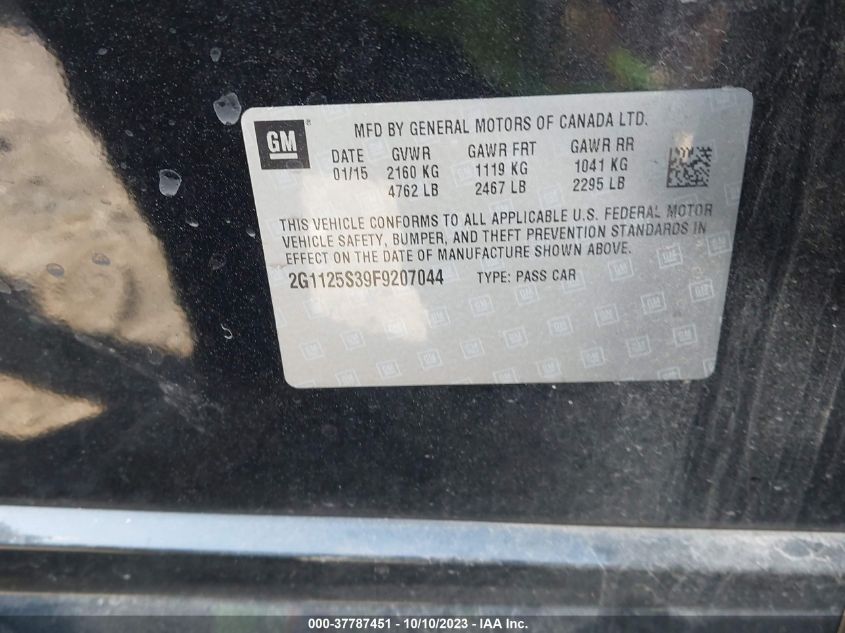 GM
®
MFD BY GENERAL MOTORS OF CANADA LTD.
DATE GVWR GAWR FRT GAWR RR
01/15 2160 KG 1119 KG 1041 KG
4762 LB 2467 LB 2295 LB
THIS VEHICLE CONFORMS TO ALL APPLICABLE U.S. FEDERAL MOTOR
VEHICLE SAFETY, BUMPER, AND THEFT PREVENTION STANDARDS IN
EFFECT ON THE DATE OF MANUFACTURE SHOWN ABOVE.
2G1125S39F9207044 TYPE: PASS CAR
000-37787451 - 10/10/2023 - IAA Inc.